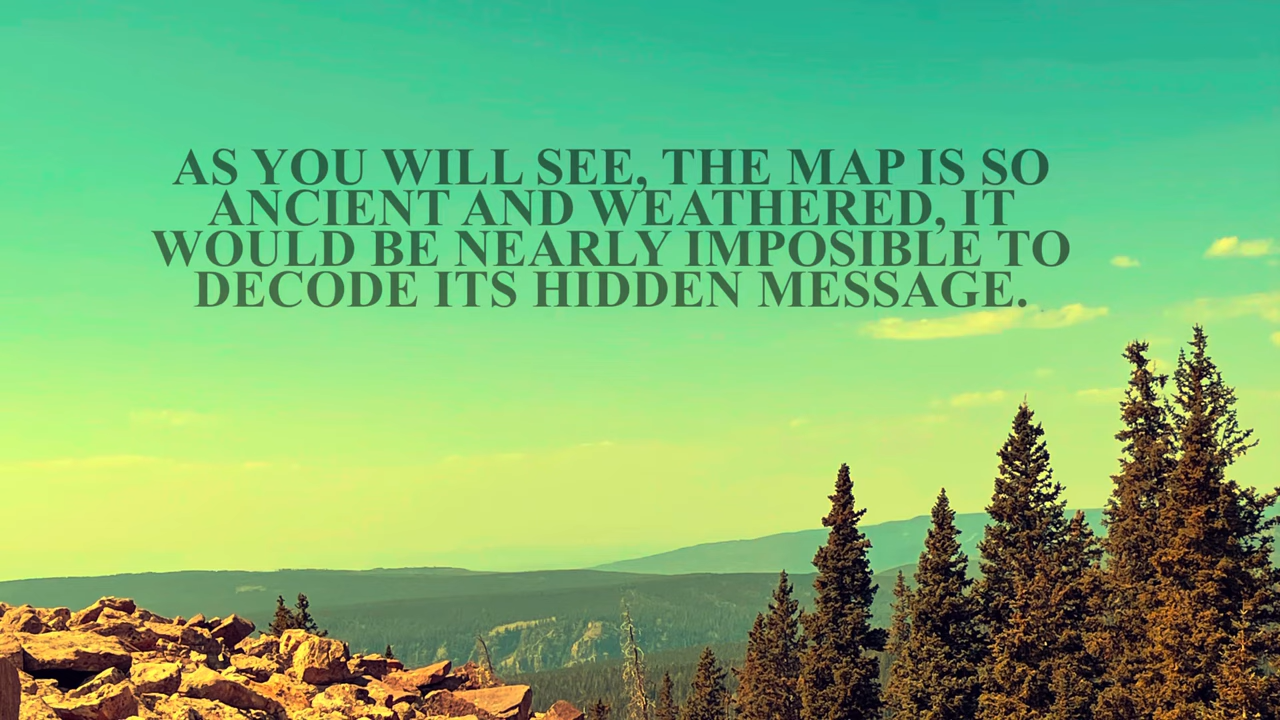 AS YOU WILL SEE, THE MAP IS SO
ANCIENT AND WEATHERED, IT
WOULD BE NEARLY IMPOSIBLE TO
DECODE ITS HIDDEN MESSAGE.